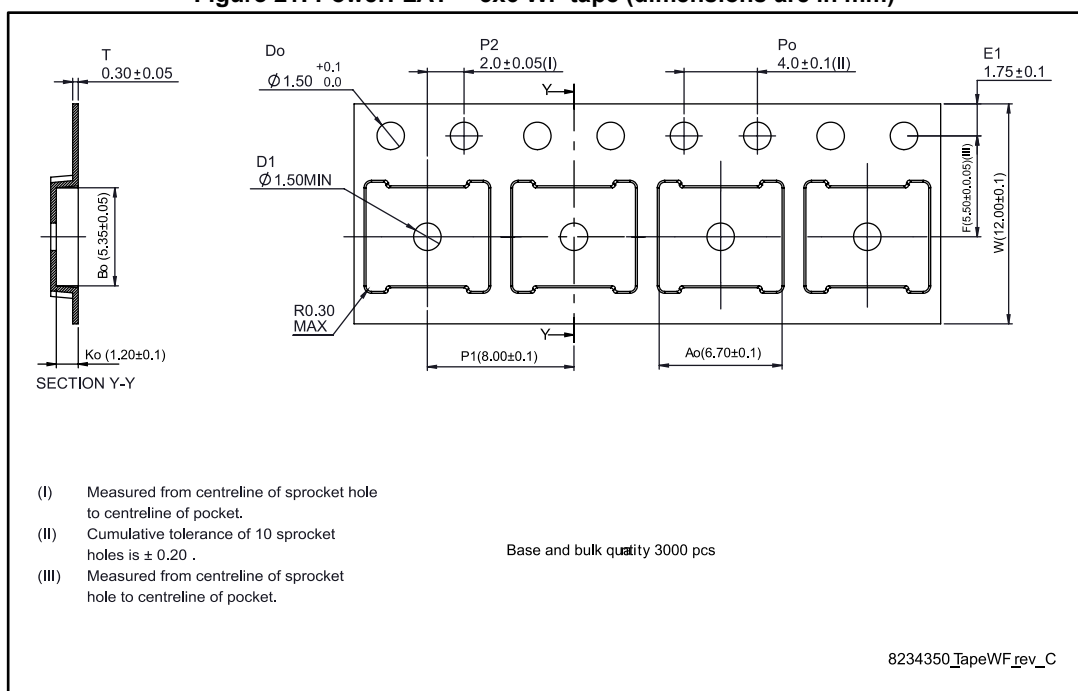 T
0.30±0.05
Do
Ø1.50 +0.1 0.0
P2
2.0±0.05(I)
Po
4.0±0.1(II)
E1
1.75±0.1
Y
D1
Ø1.50MIN
Bo (5.35±0.05)
F(5.50±0.0.05)(III)
W(12.00±0.1)
R0.30
MAX
Y
Ko (1.20±0.1)
P1(8.00±0.1)
Ao(6.70±0.1)
SECTION Y-Y
(I) Measured from centreline of sprocket hole
to centreline of pocket.
(II) Cumulative tolerance of 10 sprocket
holes is ± 0.20 .
(III) Measured from centreline of sprocket
hole to centreline of pocket.
Base and bulk quatity 3000 pcs
8234350_TapeWF_rev_C